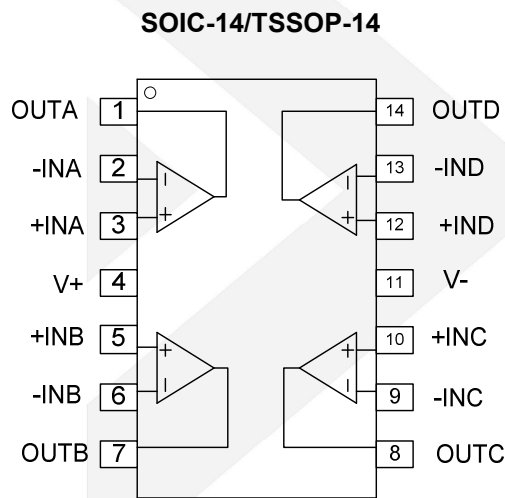 SOIC-14/TSSOP-14
OUTA 1 14 OUTD
-INA 2 13 -IND
+INA 3 12 +IND
V+ 4 11 V-
+INB 5 10 +INC
-INB 6 9 -INC
OUTB 7 8 OUTC